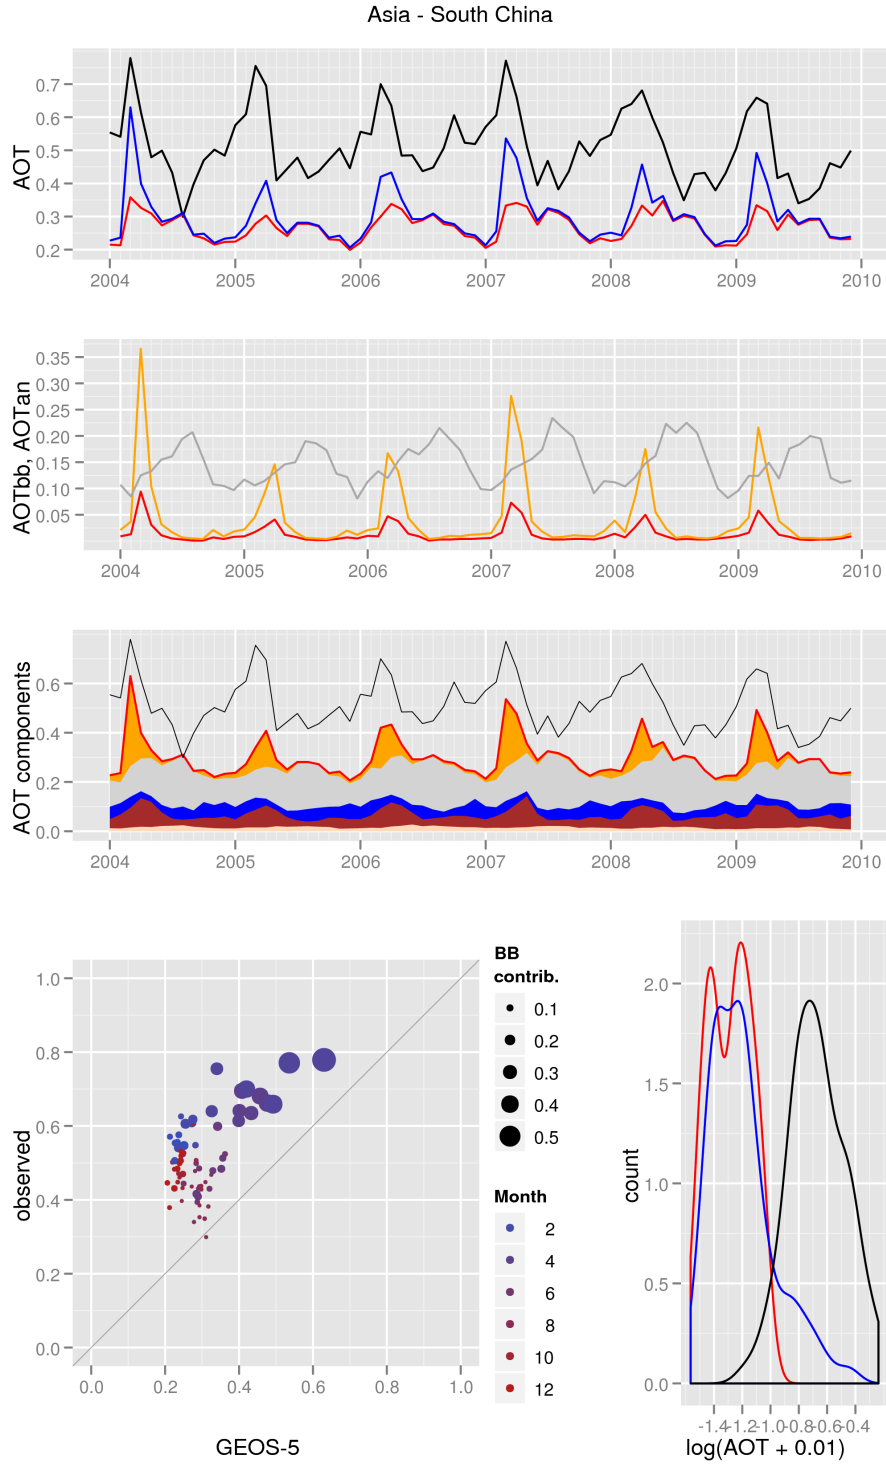 Asia - South China
AOT
0.7
0.6
0.5
0.4
0.3
0.2
2004 2005 2006 2007 2008 2009 2010
AOTbb, AOTan
0.35
0.30
0.25
0.20
0.15
0.10
0.05
2004 2005 2006 2007 2008 2009 2010
AOT components
0.6
0.4
0.2
0.0
2004 2005 2006 2007 2008 2009 2010
observed
1.0
0.8
0.6
0.4
0.2
0.0
0.0 0.2 0.4 0.6 0.8 1.0
GEOS-5
BB
contrib.
0.1
0.2
0.3
0.4
0.5
Month
2
4
6
8
10
12
count
2.0
1.5
1.0
0.5
0.0
-1.4 -1.2 -1.0 -0.8 -0.6 -0.4
log(AOT + 0.01)